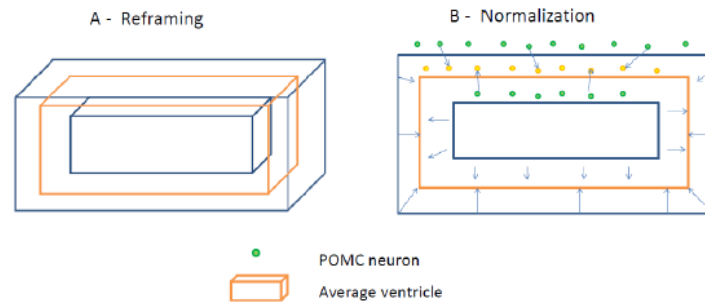 A - Reframing
B - Normalization
POMC neuron
Average ventricle